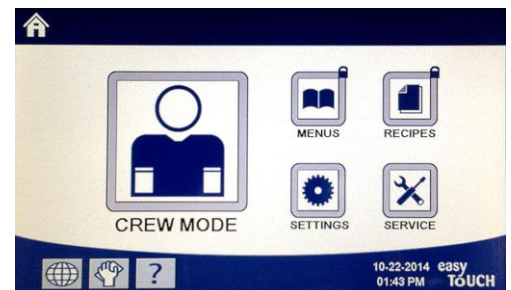 MENUS
RECIPES
CREW MODE
SETTINGS
SERVICE
?
10-22-2014
01:43 PM
easy
TOUCH